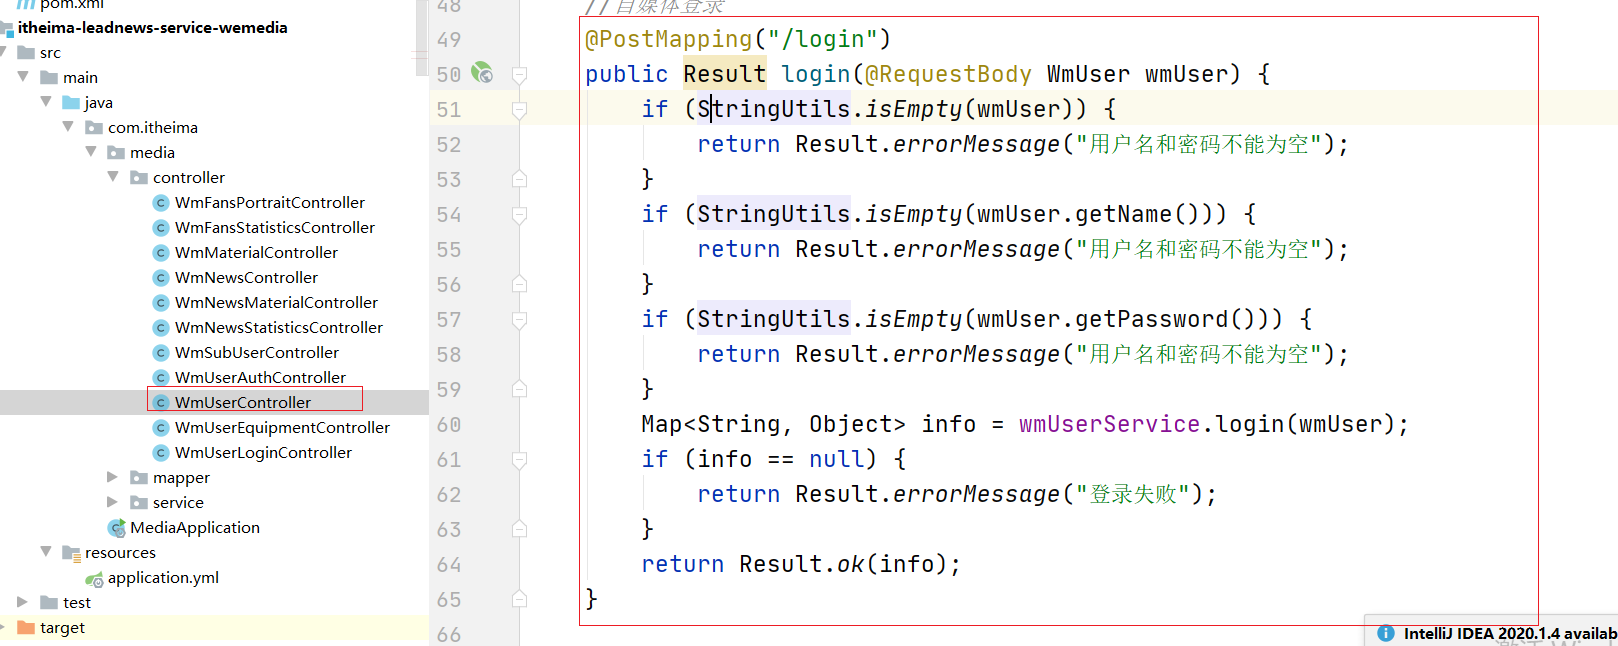 pom.xml
itheima-leadnews-service-wemedia
src
main
java
com.itheima
media
controller
WmFansPortraitController
WmFansStatisticsController
WmMaterialController
WmNewsController
WmNewsMaterialController
WmNewsStatisticsController
WmSubUserController
WmUserAuthController
WmUserController
WmUserEquipmentController
WmUserLoginController
mapper
service
MediaApplication
resources
application.yml
test
target
48 //自媒体登录
49 @PostMapping("/login")
50 public Result login(@RequestBody WmUser wmUser) {
51 if (StringUtils.isEmpty(wmUser)) {
52 return Result.errorMessage("用户名和密码不能为空");
53 }
54 if (StringUtils.isEmpty(wmUser.getName())) {
55 return Result.errorMessage("用户名和密码不能为空");
56 }
57 if (StringUtils.isEmpty(wmUser.getPassword())) {
58 return Result.errorMessage("用户名和密码不能为空");
59 }
60 Map<String, Object> info = wmUserService.login(wmUser);
61 if (info == null) {
62 return Result.errorMessage("登录失败");
63 }
64 return Result.ok(info);
65 }
66
IntelliJ IDEA 2020.1.4 availab